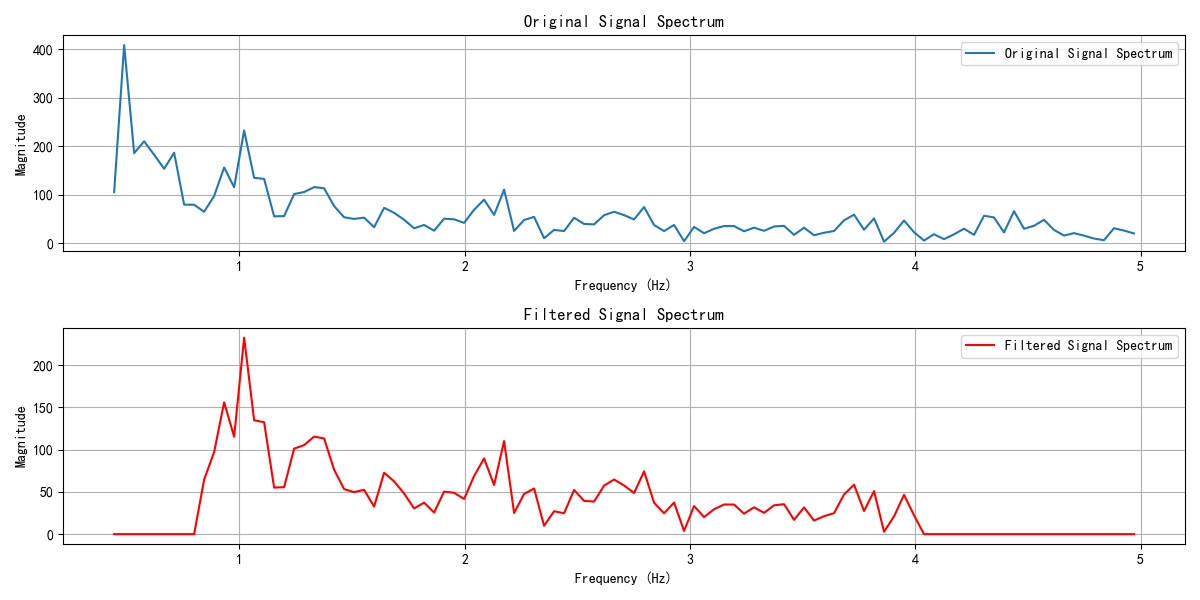 Original Signal Spectrum
Original Signal Spectrum
400
300
200
100
0
Magnitude
1
2
3
4
5
Frequency (Hz)
Filtered Signal Spectrum
Filtered Signal Spectrum
200
150
100
50
0
Magnitude
1
2
3
4
5
Frequency (Hz)